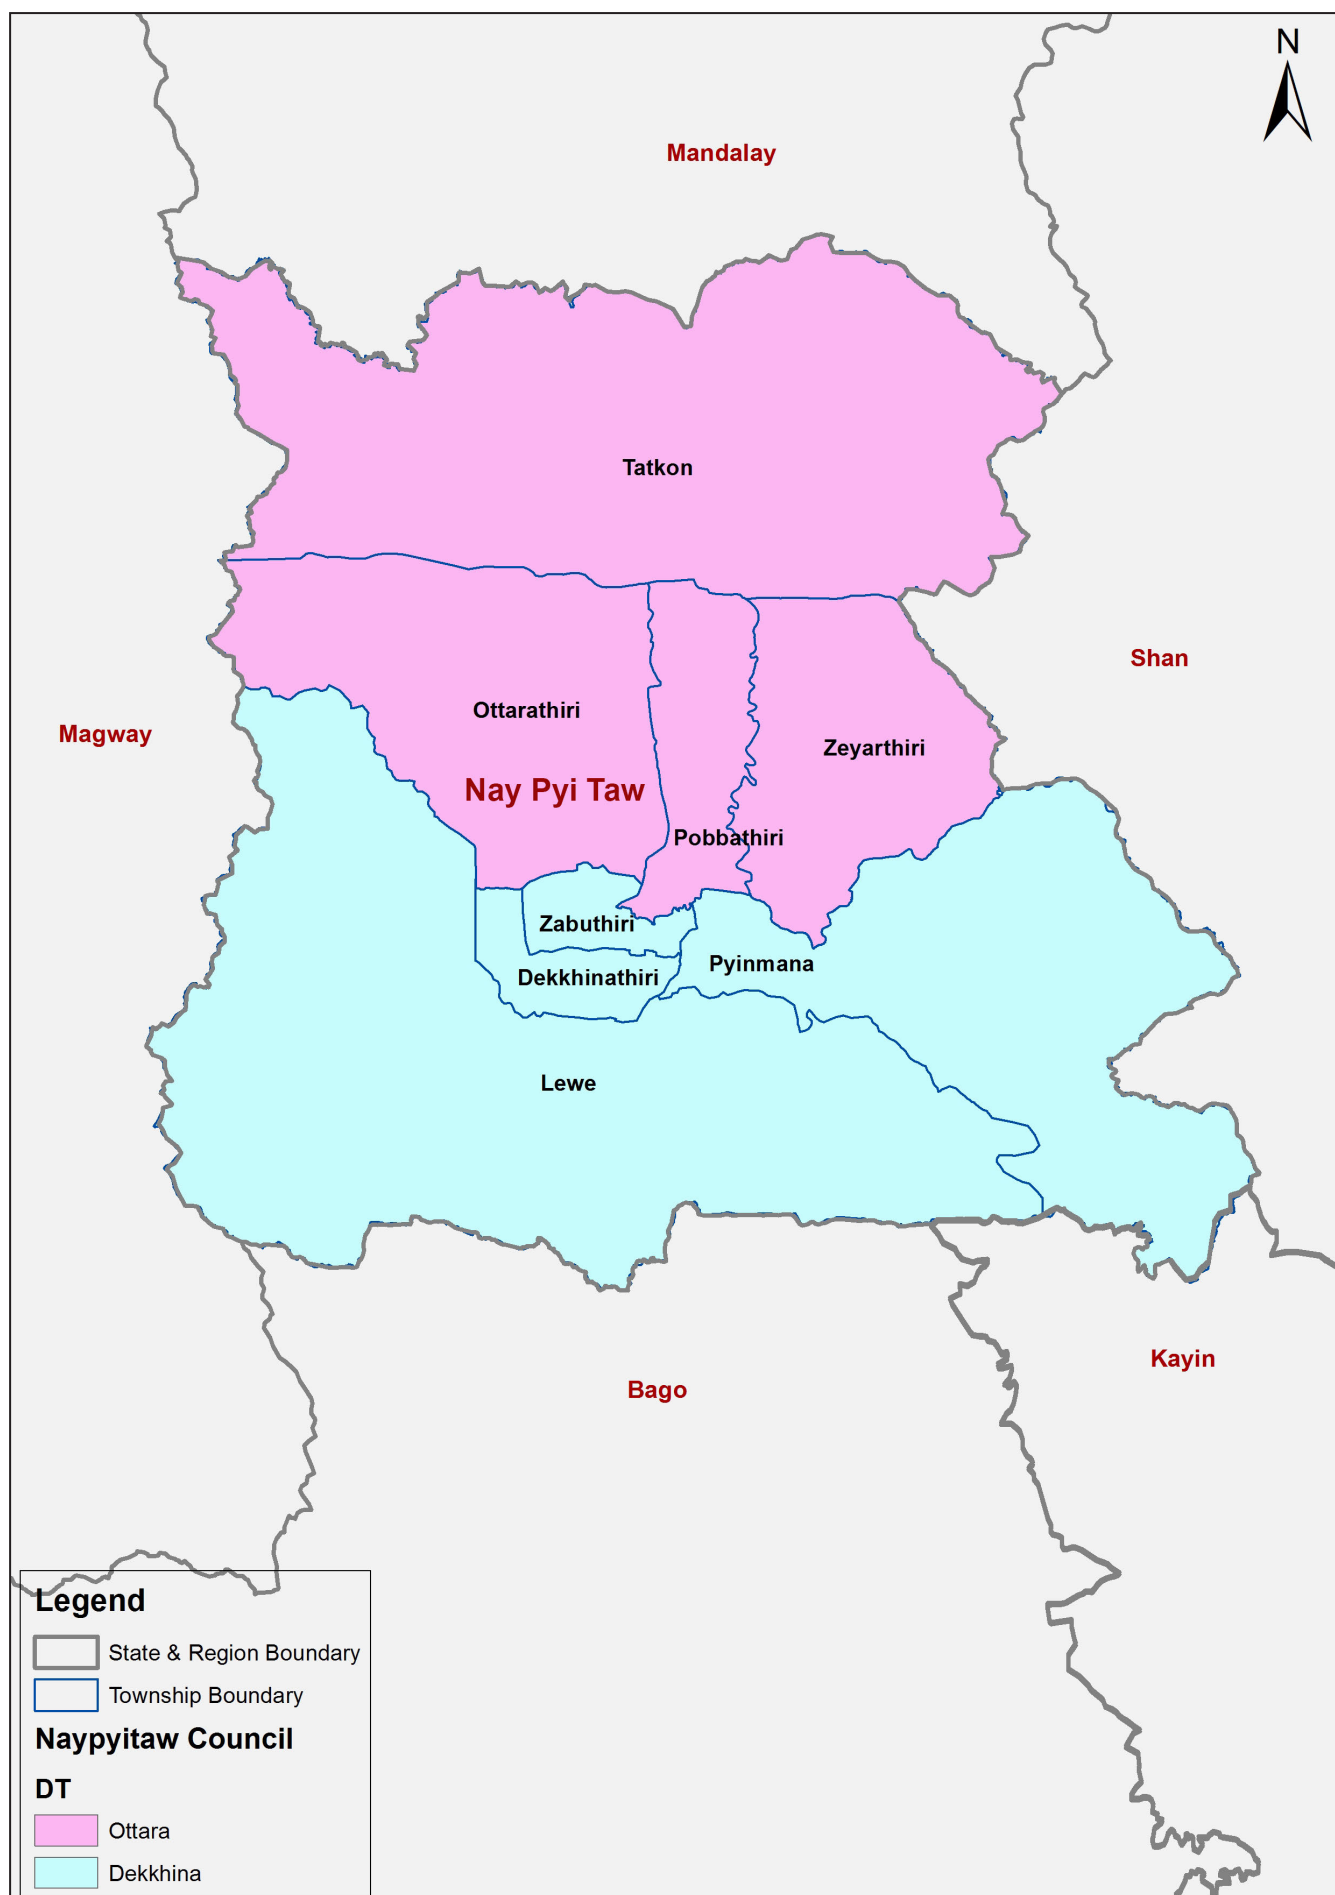 N
Mandalay
Tatkon
Shan
Ottarathiri
Magway
Zeyarthiri
Nay Pyi Taw
Pobbathiri
Zabuthiri
Pyinmana
Dekkhinathiri
Lewe
Kayin
Bago
Legend
State & Region Boundary
Township Boundary
Naypyitaw Council
DT
Ottara
Dekkhina